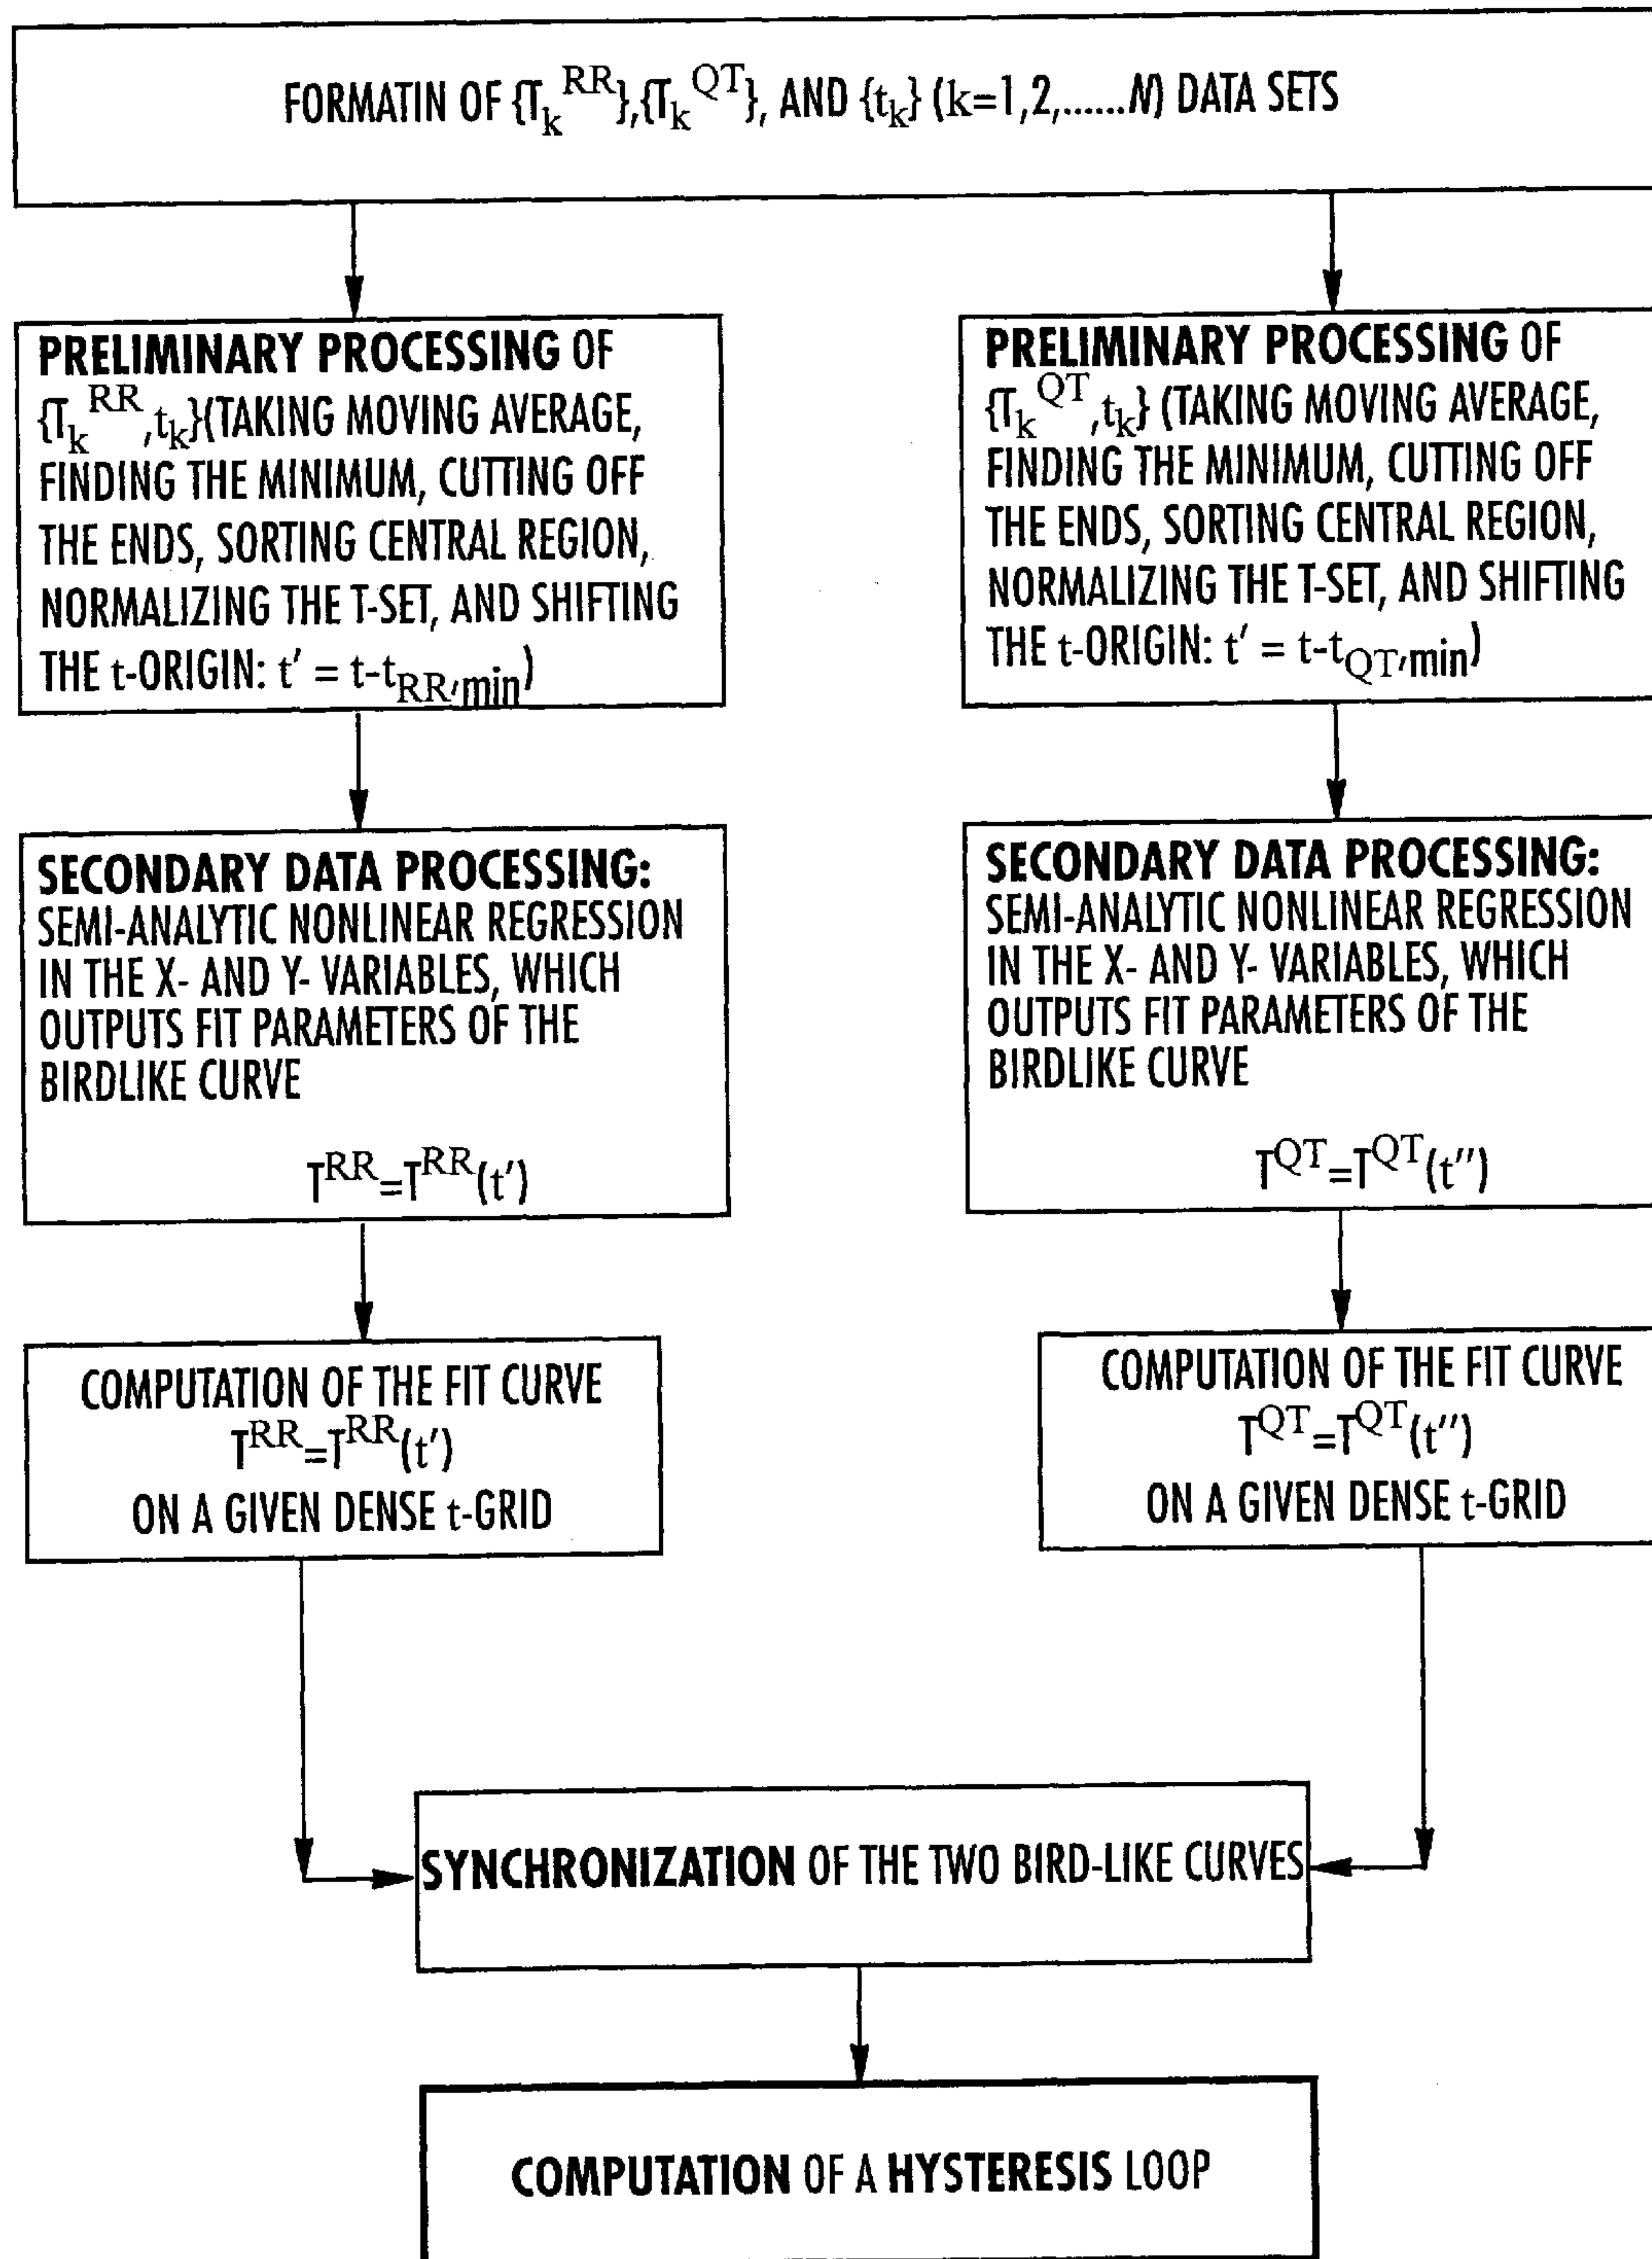 FORMATIN OF {T_k^RR},{T_k^QT}, AND {t_k} (k=1,2,......N) DATA SETS
PRELIMINARY PROCESSING OF
{T_k^RR,t_k}(TAKING MOVING AVERAGE,
FINDING THE MINIMUM, CUTTING OFF
THE ENDS, SORTING CENTRAL REGION,
NORMALIZING THE T-SET, AND SHIFTING
THE t-ORIGIN: t' = t-t_RR,min)
PRELIMINARY PROCESSING OF
{T_k^QT,t_k} (TAKING MOVING AVERAGE,
FINDING THE MINIMUM, CUTTING OFF
THE ENDS, SORTING CENTRAL REGION,
NORMALIZING THE T-SET, AND SHIFTING
THE t-ORIGIN: t' = t-t_QT,min)
SECONDARY DATA PROCESSING:
SEMI-ANALYTIC NONLINEAR REGRESSION
IN THE X- AND Y- VARIABLES, WHICH
OUTPUTS FIT PARAMETERS OF THE
BIRDLIKE CURVE
T^RR=T^RR(t')
SECONDARY DATA PROCESSING:
SEMI-ANALYTIC NONLINEAR REGRESSION
IN THE X- AND Y- VARIABLES, WHICH
OUTPUTS FIT PARAMETERS OF THE
BIRDLIKE CURVE
T^QT=T^QT(t'')
COMPUTATION OF THE FIT CURVE
T^RR=T^RR(t')
ON A GIVEN DENSE t-GRID
COMPUTATION OF THE FIT CURVE
T^QT=T^QT(t'')
ON A GIVEN DENSE t-GRID
SYNCHRONIZATION OF THE TWO BIRD-LIKE CURVES
COMPUTATION OF A HYSTERESIS LOOP